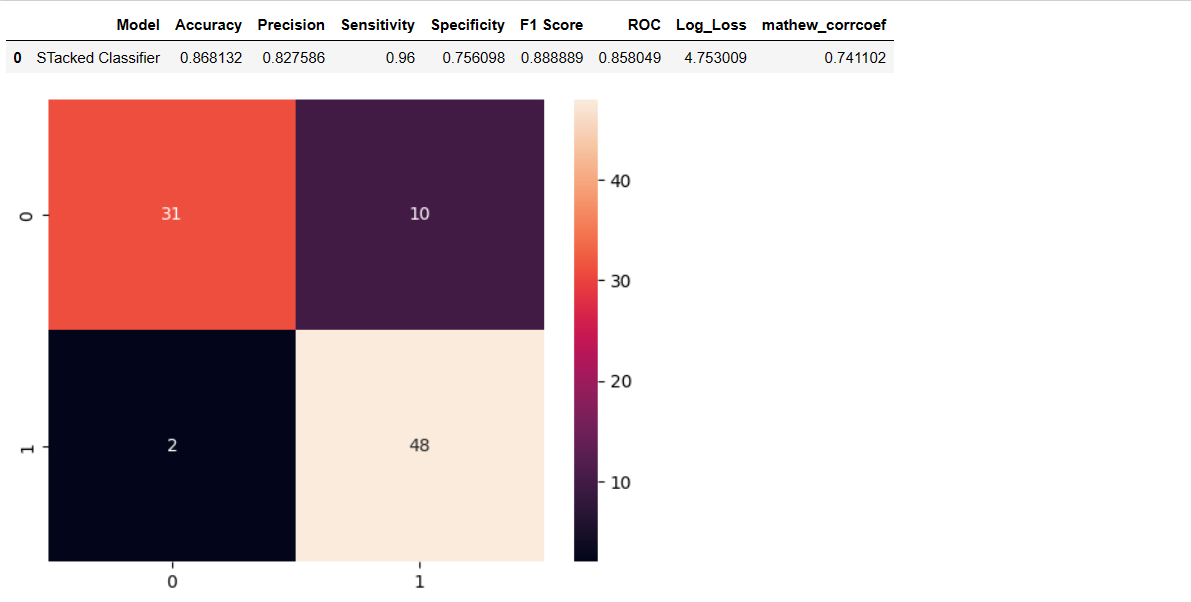 Model Accuracy Precision Sensitivity Specificity F1 Score ROC Log_Loss mathew_corrcoef
0 STacked Classifier 0.868132 0.827586 0.96 0.756098 0.888889 0.858049 4.753009 0.741102
40
0 31 10
30
20
1 2 48
10
0 1